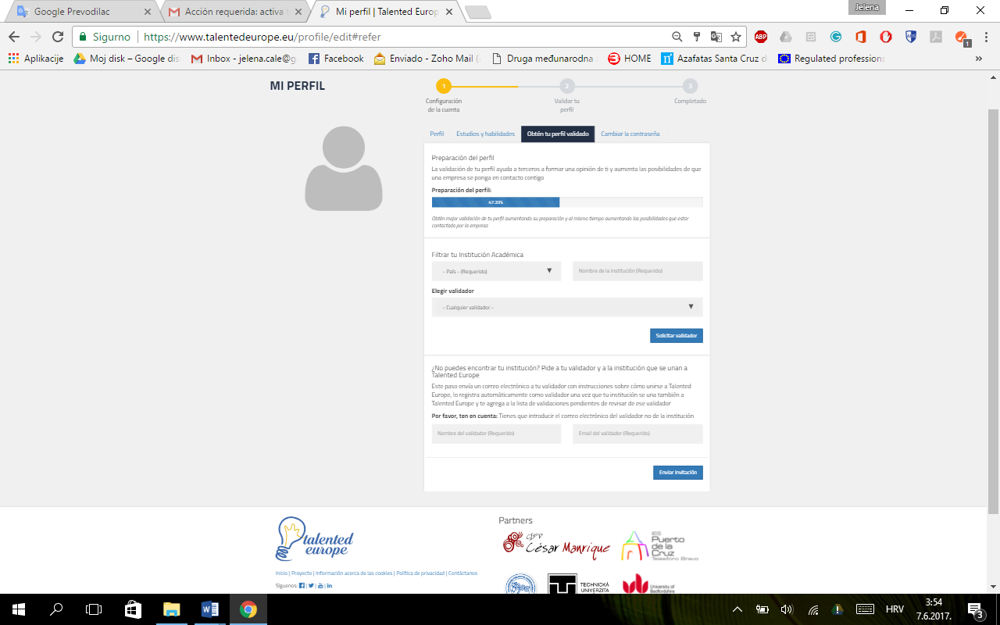 Google Prevodilac
Acción requerida: activa
Mi perfil | Talented Europ
Jelena
Sigurno
https://www.talentedeurope.eu/profile/edit#refer
ABP
1
Aplikacije
Moj disk – Google dis
Inbox - jelena.cale@g
Facebook
Enviado - Zoho Mail (
Druga međunarodna
HOME
Azafatas Santa Cruz d
Regulated profession
»
MI PERFIL
1 2 3
Configuración de la cuenta
Validar tu perfil
Completado
Perfil
Estudios y habilidades
Obtén tu perfil validado
Cambiar la contraseña
Preparación del perfil
La validación de tu perfil ayuda a terceros a formar una opinión de ti y aumenta las posibilidades de que
una empresa se ponga en contacto contigo
Preparación del perfil:
47.33%
Obtén mejor validación de tu perfil aumentando su preparación y al mismo tiempo aumentando las posibilidades que estar
contactado por la empresa
Filtrar tu Institución Académica
- País - (Requerido)
Nombre de la institución (Requerido)
Elegir validador
- Cualquier validador -
Solicitar validador
¿No puedes encontrar tu institución? Pide a tu validador y a la institución que se unan a
Talented Europe
Este paso envía un correo electrónico a tu validador con instrucciones sobre cómo unirse a Talented
Europe, lo registra automáticamente como validador una vez que tu institución se una también a
Talented Europe y te agrega a la lista de validaciones pendientes de revisar de ese validador
Por favor, ten en cuenta: Tienes que introducir el correo electrónico del validador no de la institución
Nombre del validador (Requerido)
Email del validador (Requerido)
Enviar invitación
talented
europe
Inicio | Proyecto | Información acerca de las cookies | Política de privacidad | Contáctanos
Síguenos:
Partners
CIFP
César Manrique
IES
Puerto
de la
Cruz
Telesforo Bravo
TECHNICKÁ
UNIVERZITA
University of
Bedfordshire
HRV
3:54
7.6.2017.
3